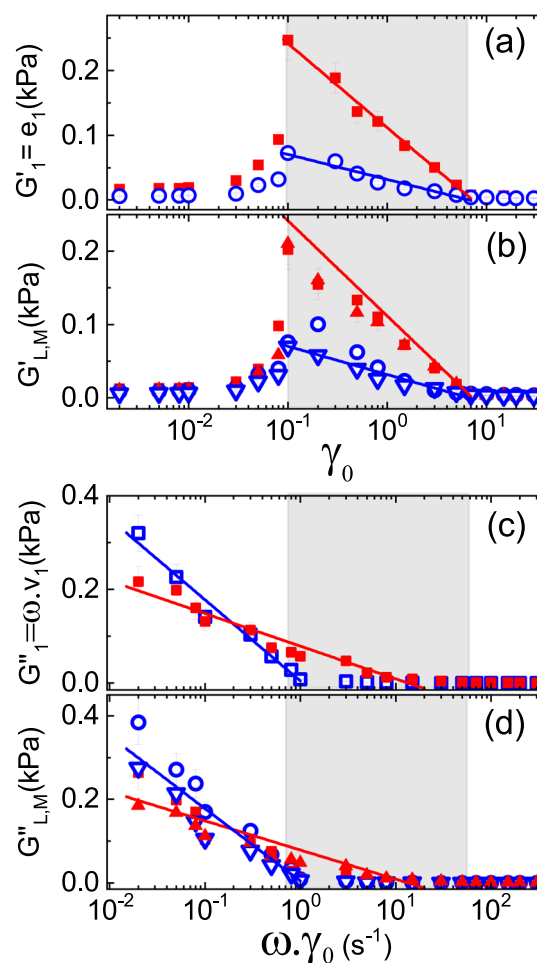 (a)
G'₁ = e₁(kPa)
0.2
0.1
0.0
(b)
G'L,M(kPa)
0.2
0.1
0.0
10⁻² 10⁻¹ 10⁰ 10¹
γ₀
(c)
G''₁=ω.v₁(kPa)
0.4
0.2
0.0
(d)
G''L,M(kPa)
0.4
0.2
0.0
10⁻² 10⁻¹ 10⁰ 10¹ 10²
ω.γ₀ (s⁻¹)